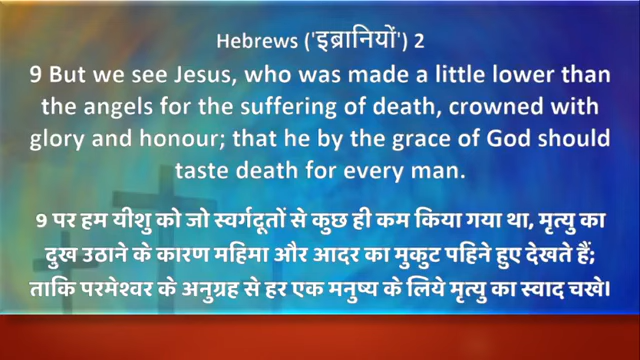 Hebrews ('इब्रानियों') 2
9 But we see Jesus, who was made a little lower than
the angels for the suffering of death, crowned with
glory and honour; that he by the grace of God should
taste death for every man.
9 पर हम यीशु को जो स्वर्गदूतों से कुछ ही कम किया गया था, मृत्यु का
दुख उठाने के कारण महिमा और आदर का मुकुट पहिने हुए देखते हैं;
ताकि परमेश्वर के अनुग्रह से हर एक मनुष्य के लिये मृत्यु का स्वाद चखे।